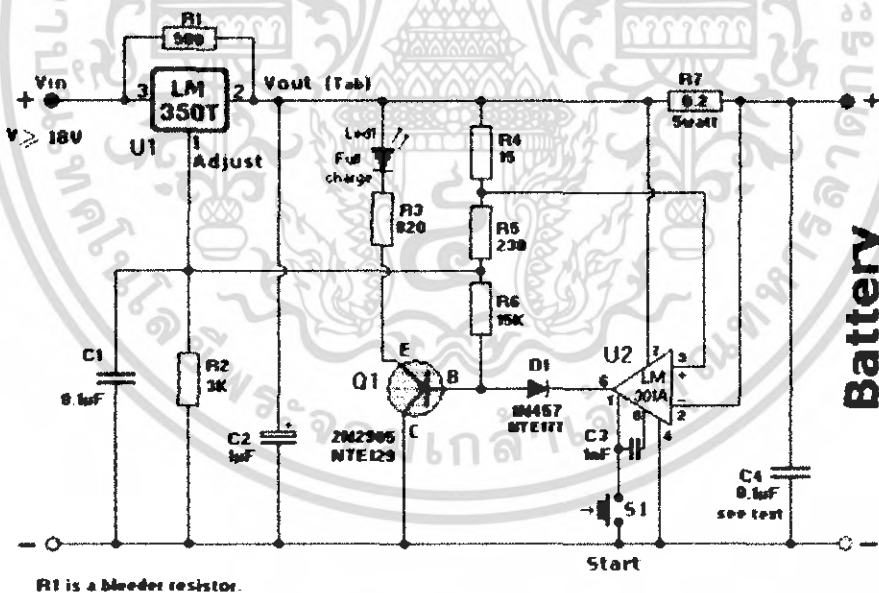 R1
500
Vin
+
V ≥ 18V
3
LM
350T
2
Vout (Tab)
U1
1
Adjust
Led1
Full
charge
R3
820
R4
15
R5
230
R6
15K
R7
0.2
5watt
+
C1
0.1µF
R2
3K
C2
1µF
+
Q1
E
B
C
2N2905
NTE129
D1
1N457
NTE177
U2
LM
301A
7
3
+
-
2
6
1
8
4
C3
1nF
S1
Start
C4
0.1µF
see text
Battery
-
-
R1 is a bleeder resistor.